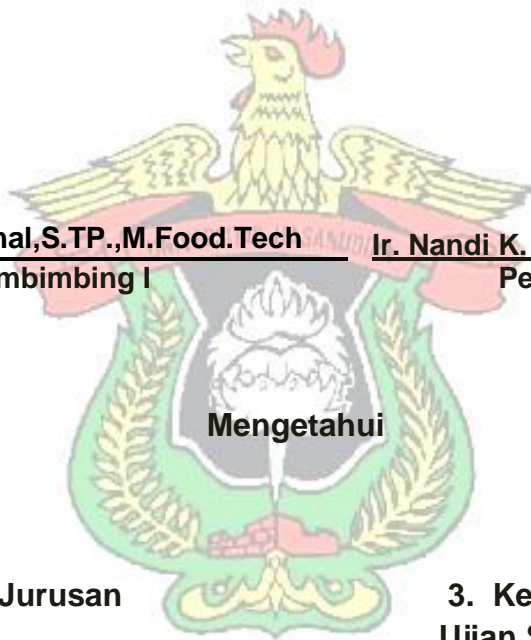 nal,S.TP.,M.Food.Tech Ir. Nandi K.
mbimbing I Pe
Mengetahui
Jurusan 3. Ke
Ujian S